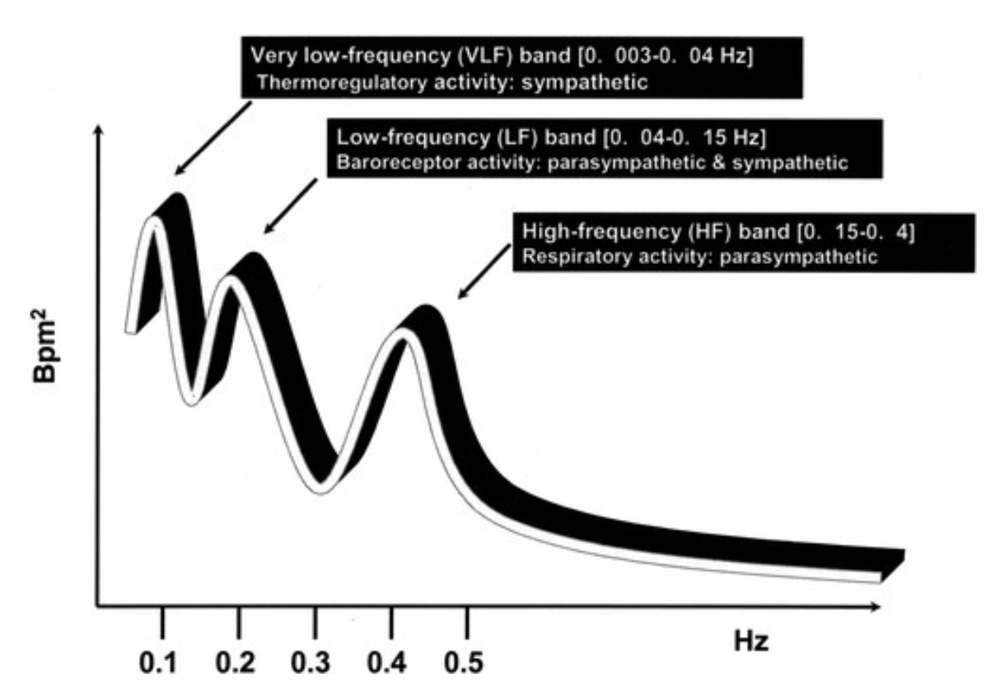 Very low-frequency (VLF) band [0. 003-0. 04 Hz]
Thermoregulatory activity: sympathetic
Low-frequency (LF) band [0. 04-0. 15 Hz]
Baroreceptor activity: parasympathetic & sympathetic
High-frequency (HF) band [0. 15-0. 4]
Respiratory activity: parasympathetic
Bpm²
Hz
0.1 0.2 0.3 0.4 0.5